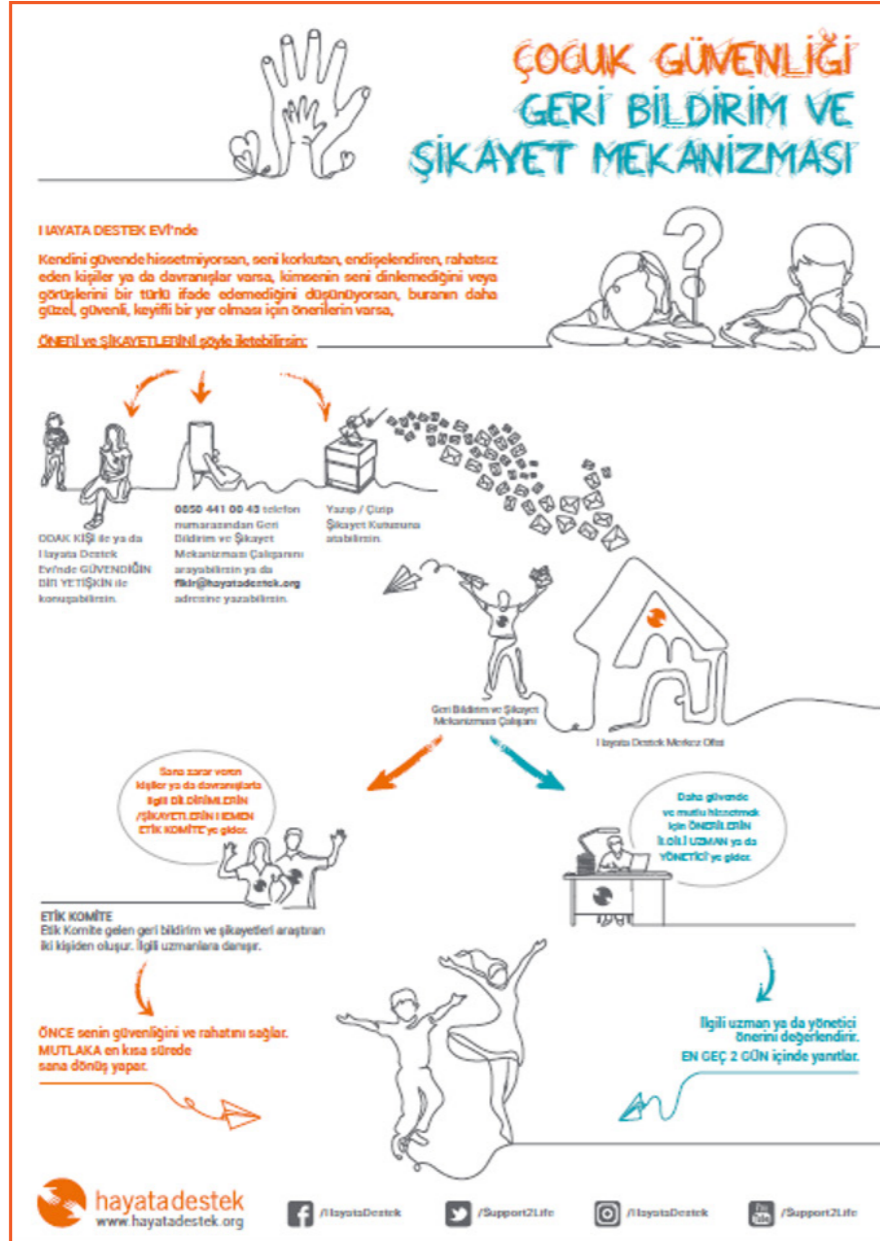 ÇOCUK GÜVENLİĞİ
GERİ BİLDİRİM VE
ŞİKAYET MEKANİZMASI
HAYATA DESTEK EVİ'nde
Kendini güvende hissetmiyorsan, seni korkutan, endişelendiren, rahatsız
eden kişiler ya da davranışlar varsa, kimsenin seni dinlemediğini veya
görüşlerini bir türlü ifade edemediğini düşünüyorsan, buranın daha
güzel, güvenli, keyifli bir yer olması için önerilerin varsa,
ÖNERİ ve ŞİKAYETLERİNİ şöyle iletebilirsin:
ODAK KİŞİ ile ya da
Hayata Destek
Evi'nde GÜVENDİĞİN
BİR YETİŞKİN ile
konuşabilirsin.
0850 441 00 43 telefon
numarasından Geri
Bildirim ve Şikayet
Mekanizması Çalışanını
arayabilirsin ya da
fikir@hayatadestek.org
adresine yazabilirsin.
Yazıp / Çizip
Şikayet Kutusuna
atabilirsin.
Geri Bildirim ve Şikayet
Mekanizması Çalışanı
Hayata Destek Merkez Ofisi
Sana zarar veren
kişiler ya da davranışlarla
ilgili BİLDİRİMLERİN
/ŞİKAYETLERİN HEMEN
ETİK KOMİTE'ye gider.
Daha güvende
ve mutlu hissetmek
için ÖNERİLERİN
İLGİLİ UZMAN ya da
YÖNETİCİ'ye gider.
ETİK KOMİTE
Etik Komite gelen geri bildirim ve şikayetleri araştıran
iki kişiden oluşur. İlgili uzmanlara danışır.
ÖNCE senin güvenliğini ve rahatını sağlar.
MUTLAKA en kısa sürede
sana dönüş yapar.
İlgili uzman ya da yönetici
önerini değerlendirir.
EN GEÇ 2 GÜN içinde yanıtlar.
hayatadestek
www.hayatadestek.org
/HayataDestek
/Support2Life
/HayataDestek
You Tube /Support2Life